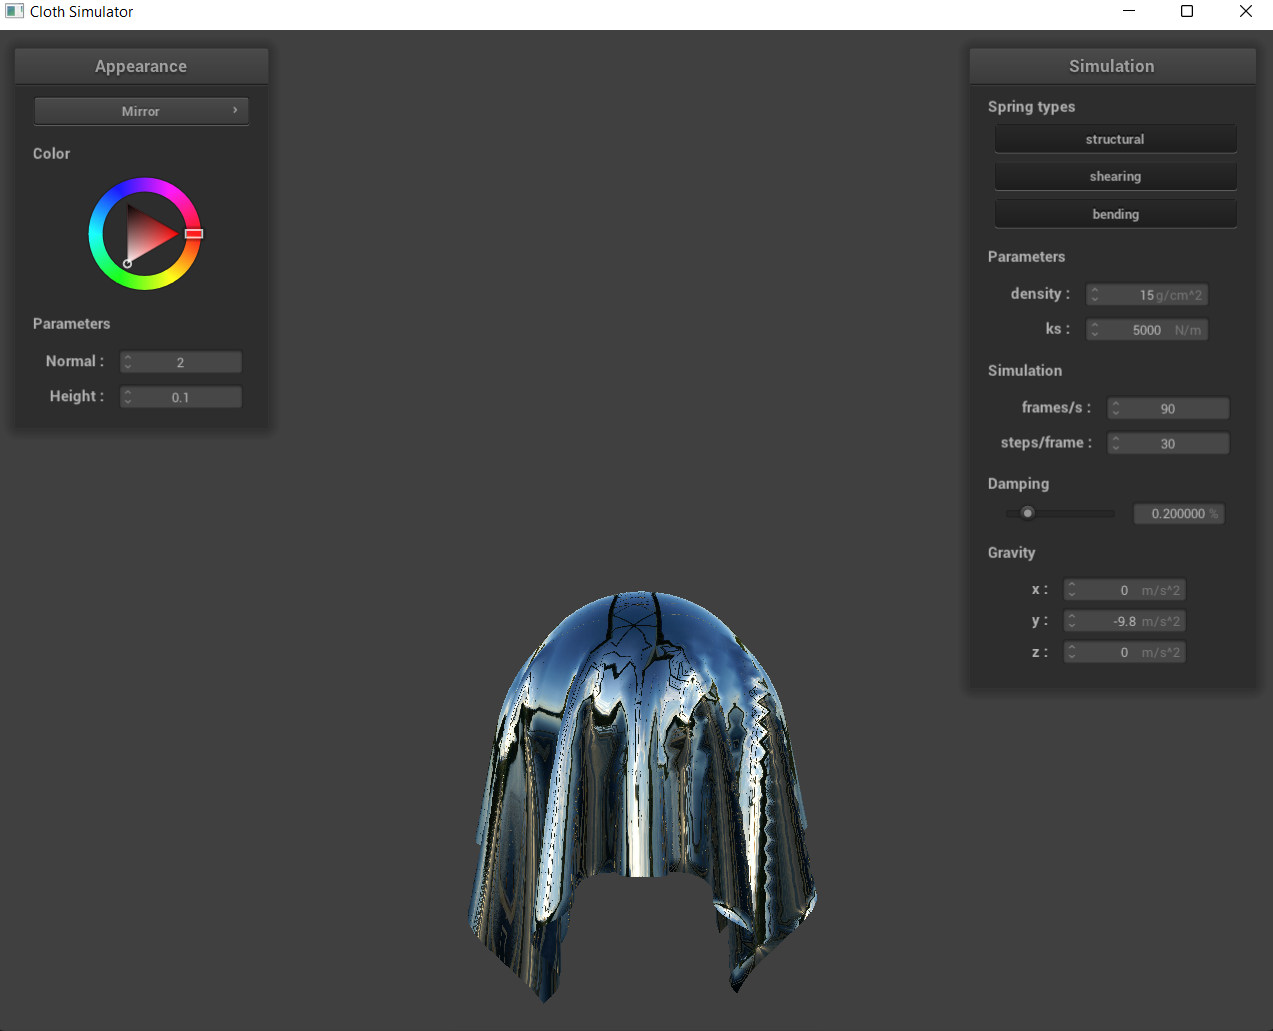 Cloth Simulator
Appearance
Mirror
Color
Parameters
Normal : 2
Height : 0.1
Simulation
Spring types
structural
shearing
bending
Parameters
density : 15 g/cm^2
ks : 5000 N/m
Simulation
frames/s : 90
steps/frame : 30
Damping
0.200000 %
Gravity
x : 0 m/s^2
y : -9.8 m/s^2
z : 0 m/s^2